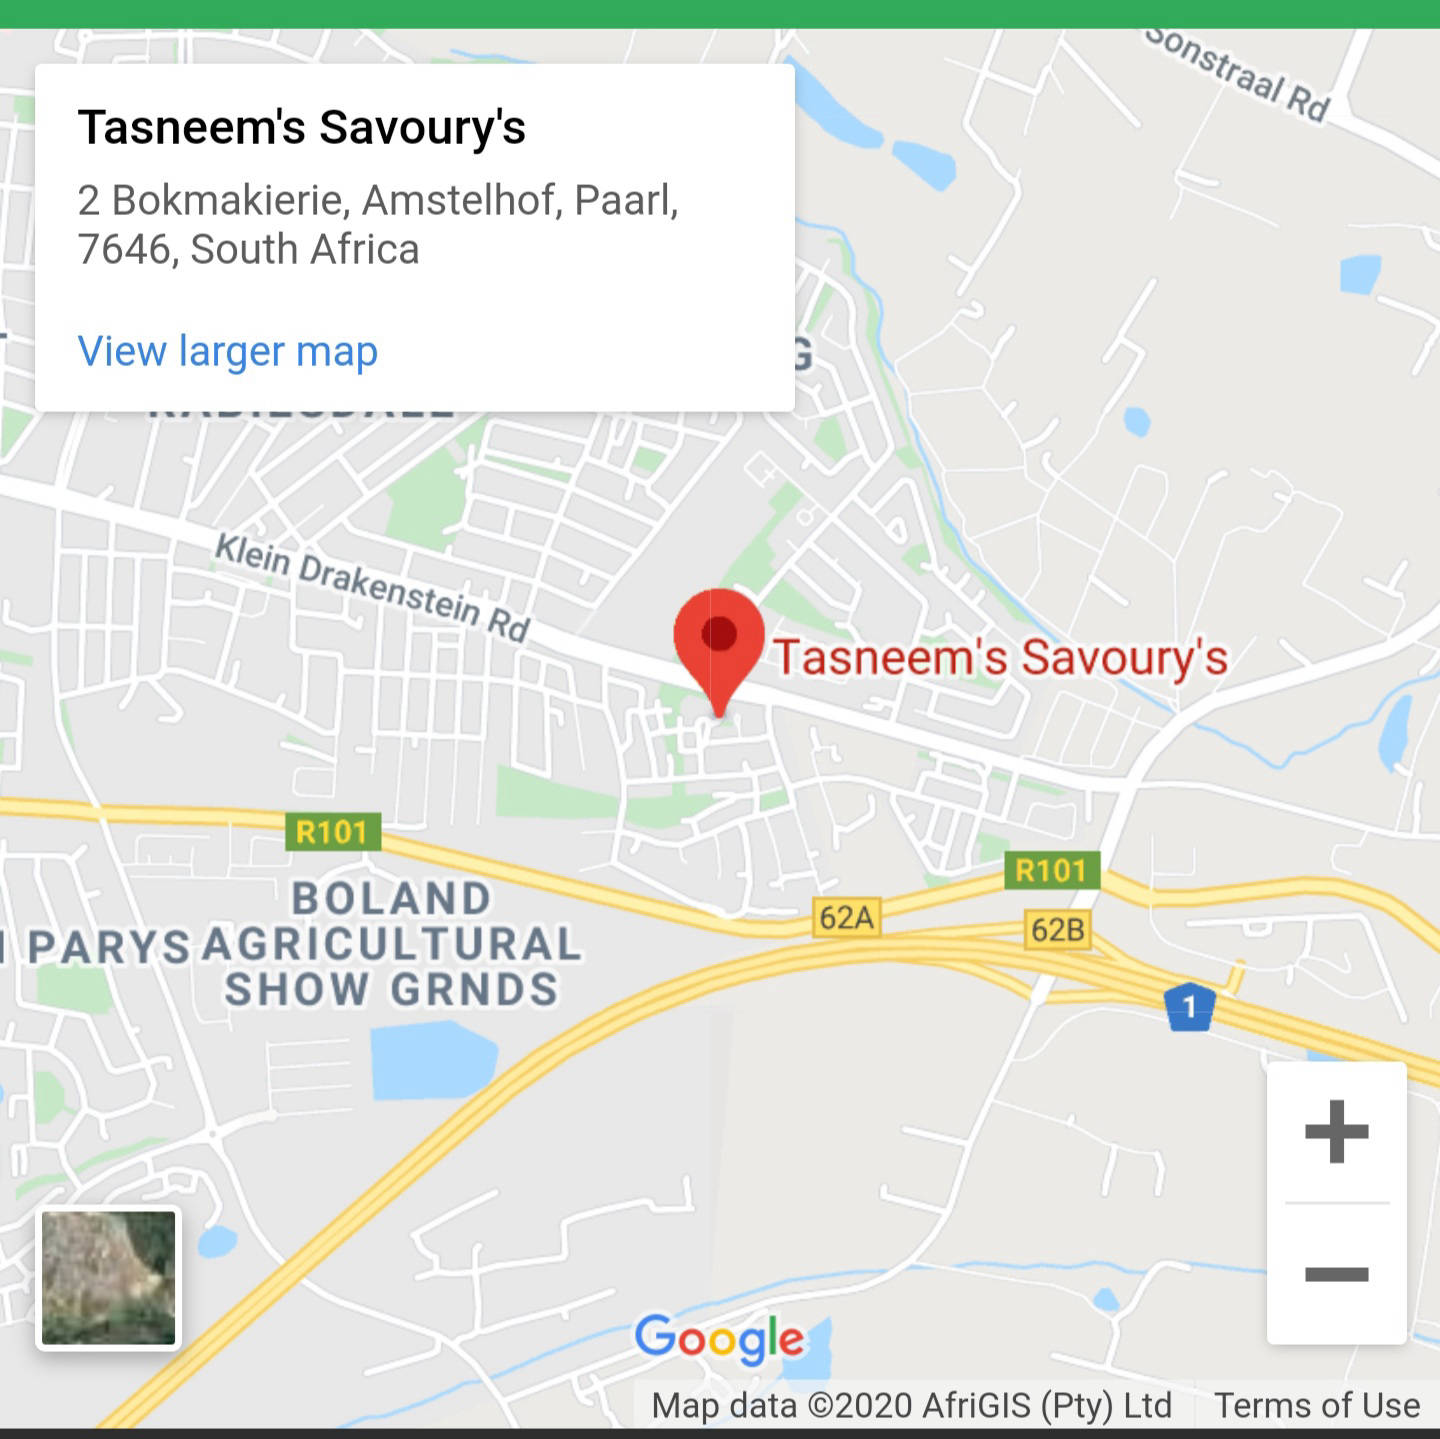 Sonstraal Rd
Tasneem's Savoury's
2 Bokmakierie, Amstelhof, Paarl,
7646, South Africa
View larger map
Klein Drakenstein Rd
Tasneem's Savoury's
R101
R101
62A
62B
BOLAND
PARYS
AGRICULTURAL
SHOW GRNDS
1
Google
Map data ©2020 AfriGIS (Pty) Ltd
Terms of Use